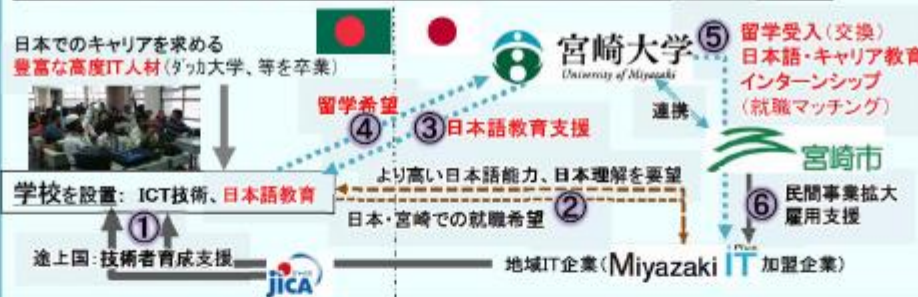 日本でのキャリアを求める
豊富な高度IT人材(ダッカ大学、等を卒業)
宮崎大学
University of Miyazaki
⑤
留学受入(交換)
日本語・キャリア教育
インターンシップ
(就職マッチング)
留学希望
④
③
日本語教育支援
連携
宮崎市
学校を設置: ICT技術、日本語教育
より高い日本語能力、日本理解を要望
日本・宮崎での就職希望
②
⑥
民間事業拡大
雇用支援
①
途上国:技術者育成支援
jICA
地域IT企業(Miyazaki IT Plus 加盟企業)